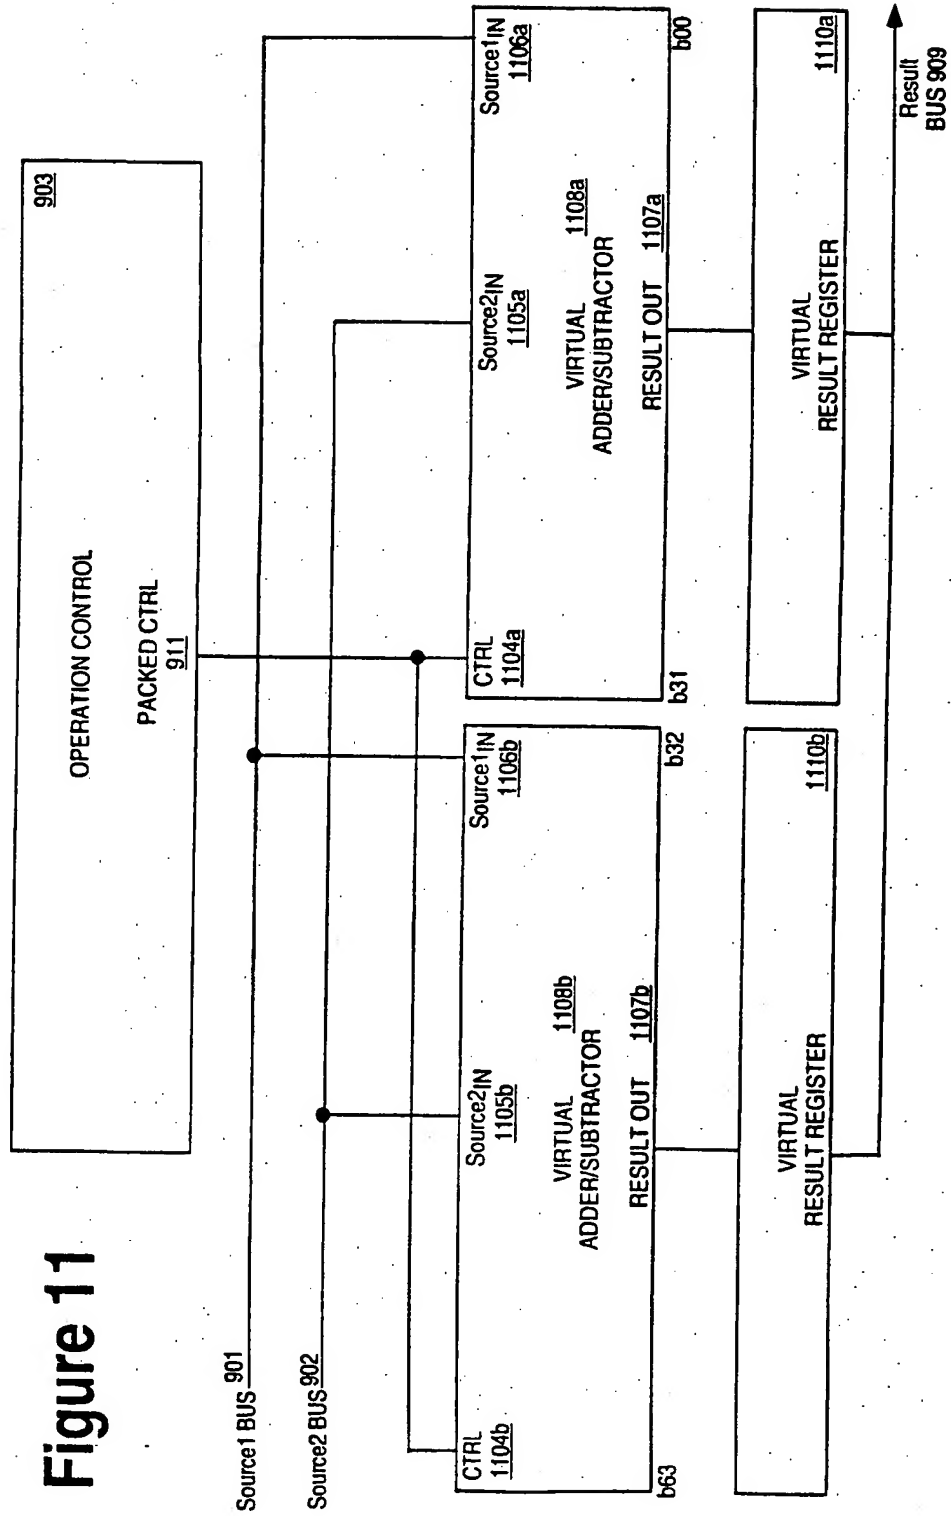 Figure 11
OPERATION CONTROL
903
PACKED CTRL
911
Source1 BUS 901
Source2 BUS 902
CTRL
1104b
Source2IN
1105b
Source1IN
1106b
VIRTUAL 1108b
ADDER/SUBTRACTOR
RESULT OUT 1107b
b63
b32
CTRL
1104a
Source2IN
1105a
Source1IN
1106a
VIRTUAL 1108a
ADDER/SUBTRACTOR
RESULT OUT 1107a
b31
b00
VIRTUAL
RESULT REGISTER
1110b
VIRTUAL
RESULT REGISTER
1110a
Result
BUS 909